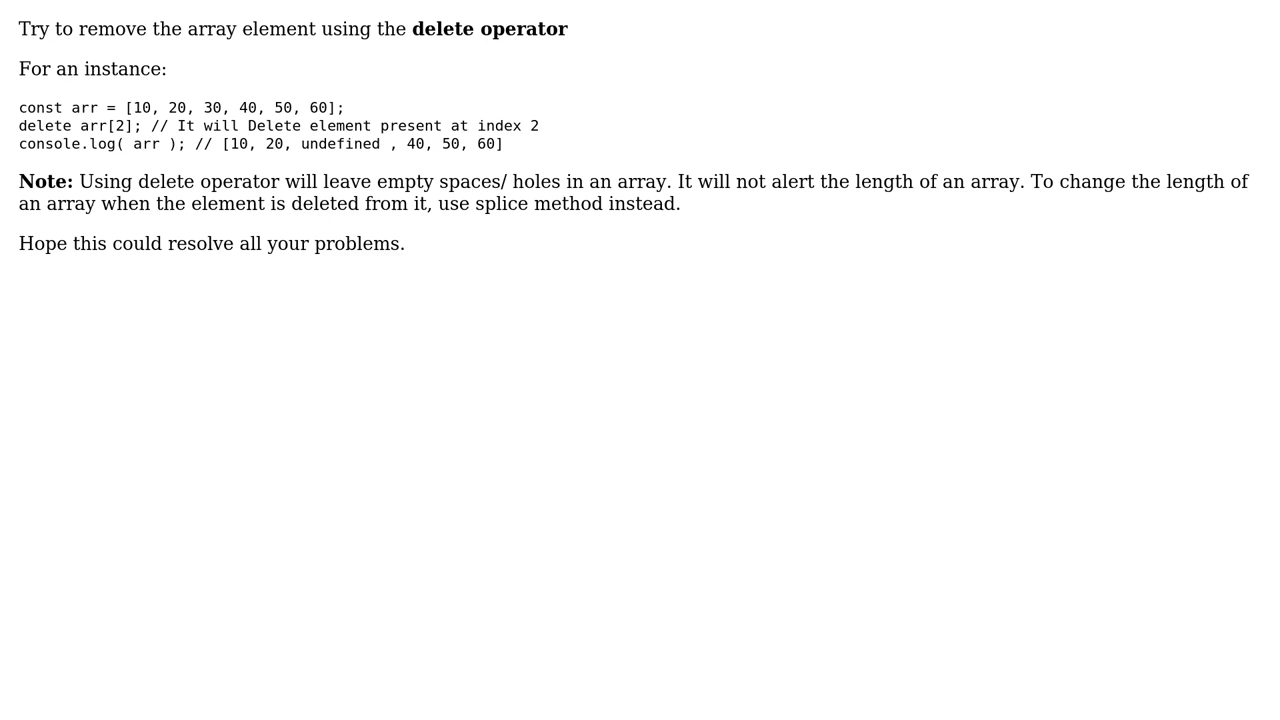 Try to remove the array element using the delete operator
For an instance:
const arr = [10, 20, 30, 40, 50, 60];
delete arr[2]; // It will Delete element present at index 2
console.log( arr ); // [10, 20, undefined , 40, 50, 60]
Note: Using delete operator will leave empty spaces/ holes in an array. It will not alert the length of an array. To change the length of
an array when the element is deleted from it, use splice method instead.
Hope this could resolve all your problems.